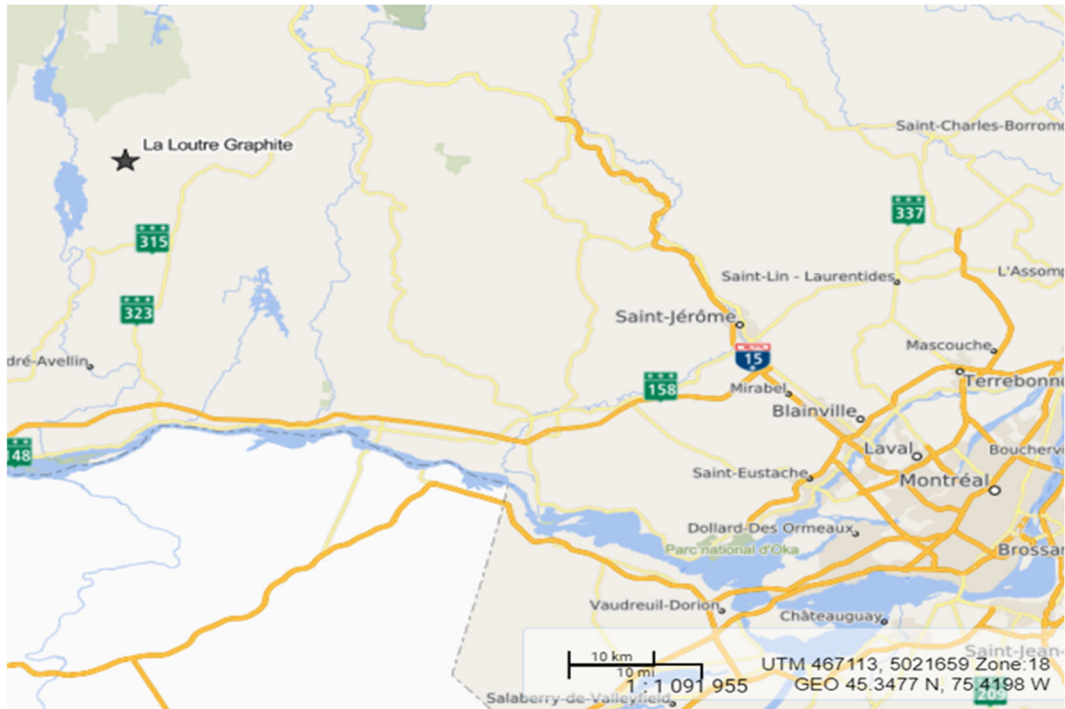 Saint-Charles-Borromé
La Loutre Graphite
337
315
Saint-Lin - Laurentides
L'Assomp
323
Saint-Jérôme
15
Mascouche
dré-Avellin
158
Mirabel
Terrebonne
Blainville
148
Laval
Bouchervi
Saint-Eustache
Montréal
Dollard-Des Ormeaux
Parc national d'Oka
Brossar
Vaudreuil-Dorion
Châteauguay
Saint-Jean-
10 km
10 mi
UTM 467113, 5021659 Zone:18
1 : 1 091 955
GEO 45.3477 N, 75.4198 W
209
Salaberry-de-Valleyfield